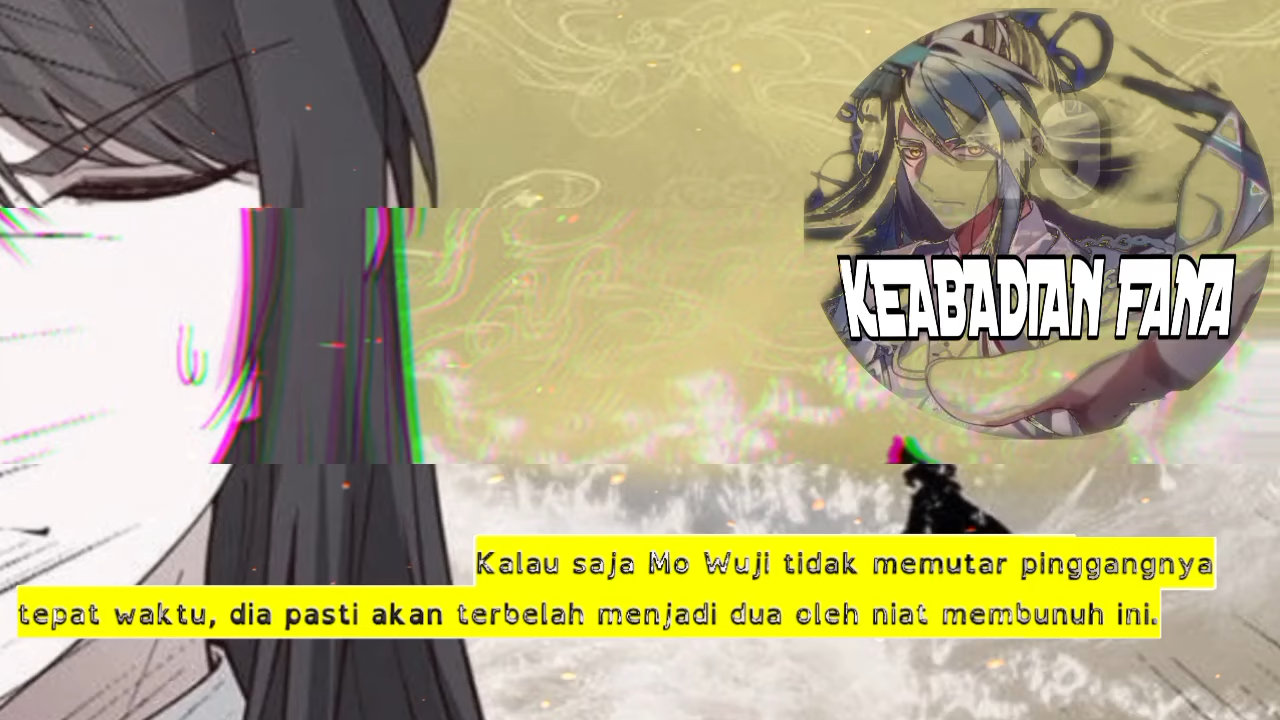 KEABADIAN FANA
Kalau saja Mo Wuji tidak memutar pinggangnya
tepat waktu, dia pasti akan terbelah menjadi dua oleh niat membunuh ini.